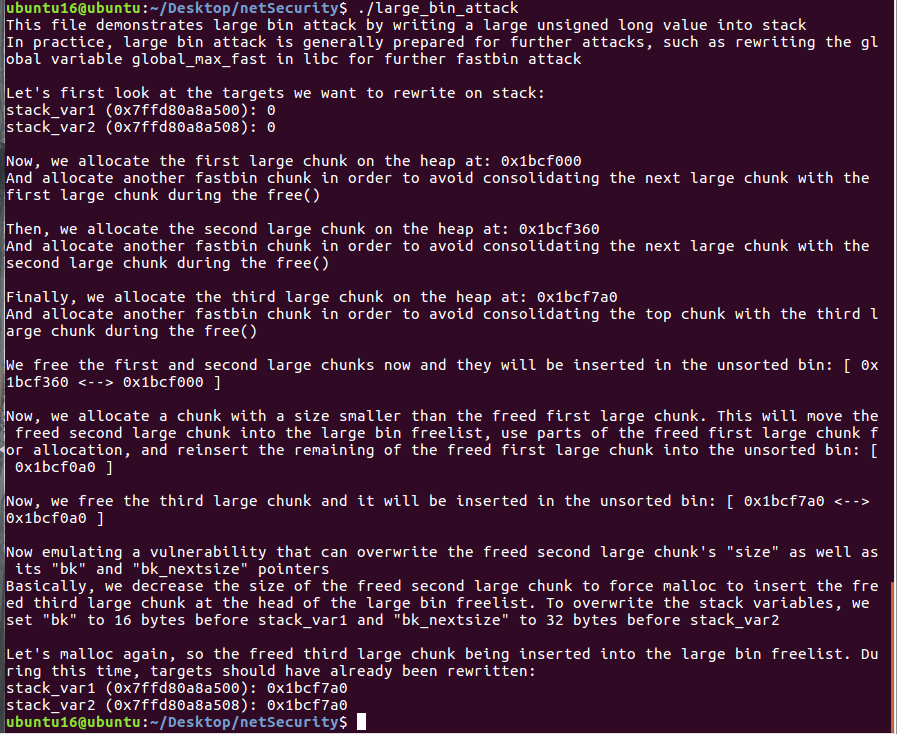 ubuntu16@ubuntu:~/Desktop/netSecurity$ ./large_bin_attack
This file demonstrates large bin attack by writing a large unsigned long value into stack
In practice, large bin attack is generally prepared for further attacks, such as rewriting the gl
obal variable global_max_fast in libc for further fastbin attack

Let's first look at the targets we want to rewrite on stack:
stack_var1 (0x7ffd80a8a500): 0
stack_var2 (0x7ffd80a8a508): 0

Now, we allocate the first large chunk on the heap at: 0x1bcf000
And allocate another fastbin chunk in order to avoid consolidating the next large chunk with the 
first large chunk during the free()

Then, we allocate the second large chunk on the heap at: 0x1bcf360
And allocate another fastbin chunk in order to avoid consolidating the next large chunk with the 
second large chunk during the free()

Finally, we allocate the third large chunk on the heap at: 0x1bcf7a0
And allocate another fastbin chunk in order to avoid consolidating the top chunk with the third l
arge chunk during the free()

We free the first and second large chunks now and they will be inserted in the unsorted bin: [ 0x
1bcf360 <--> 0x1bcf000 ]

Now, we allocate a chunk with a size smaller than the freed first large chunk. This will move the
 freed second large chunk into the large bin freelist, use parts of the freed first large chunk f
or allocation, and reinsert the remaining of the freed first large chunk into the unsorted bin: [
 0x1bcf0a0 ]

Now, we free the third large chunk and it will be inserted in the unsorted bin: [ 0x1bcf7a0 <--> 
0x1bcf0a0 ]

Now emulating a vulnerability that can overwrite the freed second large chunk's "size" as well as
 its "bk" and "bk_nextsize" pointers
Basically, we decrease the size of the freed second large chunk to force malloc to insert the fre
ed third large chunk at the head of the large bin freelist. To overwrite the stack variables, we 
set "bk" to 16 bytes before stack_var1 and "bk_nextsize" to 32 bytes before stack_var2

Let's malloc again, so the freed third large chunk being inserted into the large bin freelist. Du
ring this time, targets should have already been rewritten:
stack_var1 (0x7ffd80a8a500): 0x1bcf7a0
stack_var2 (0x7ffd80a8a508): 0x1bcf7a0
ubuntu16@ubuntu:~/Desktop/netSecurity$